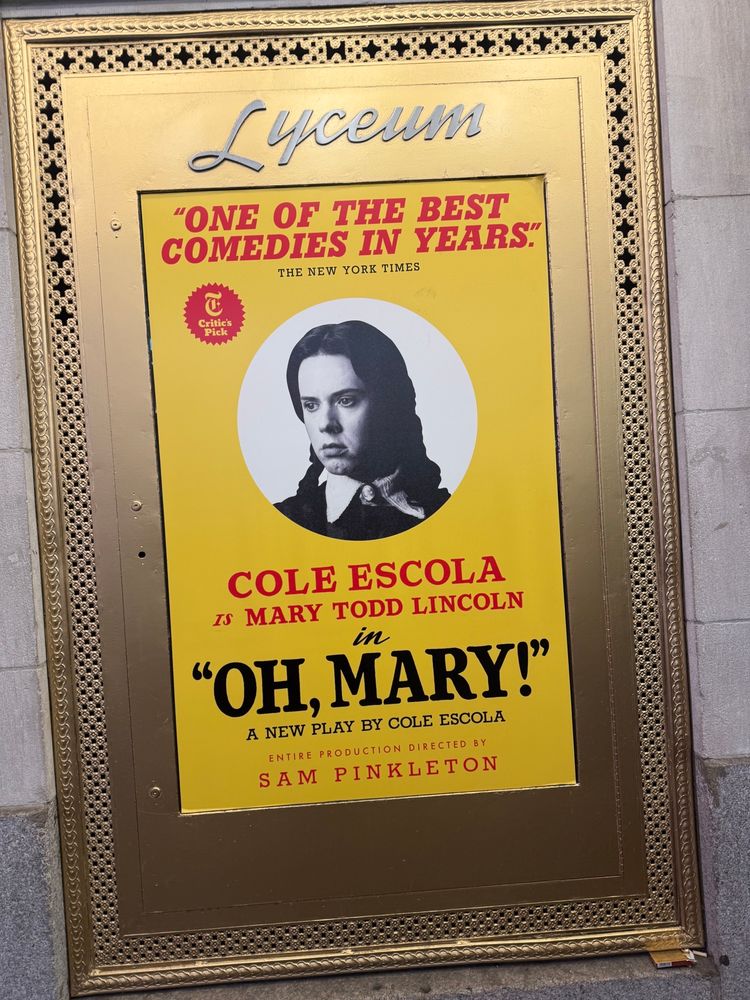 Lyceum
“ONE OF THE BEST
COMEDIES IN YEARS.”
THE NEW YORK TIMES
T
Critic's
Pick
COLE ESCOLA
IS MARY TODD LINCOLN
in
“OH, MARY!”
A NEW PLAY BY COLE ESCOLA
ENTIRE PRODUCTION DIRECTED BY
SAM PINKLETON